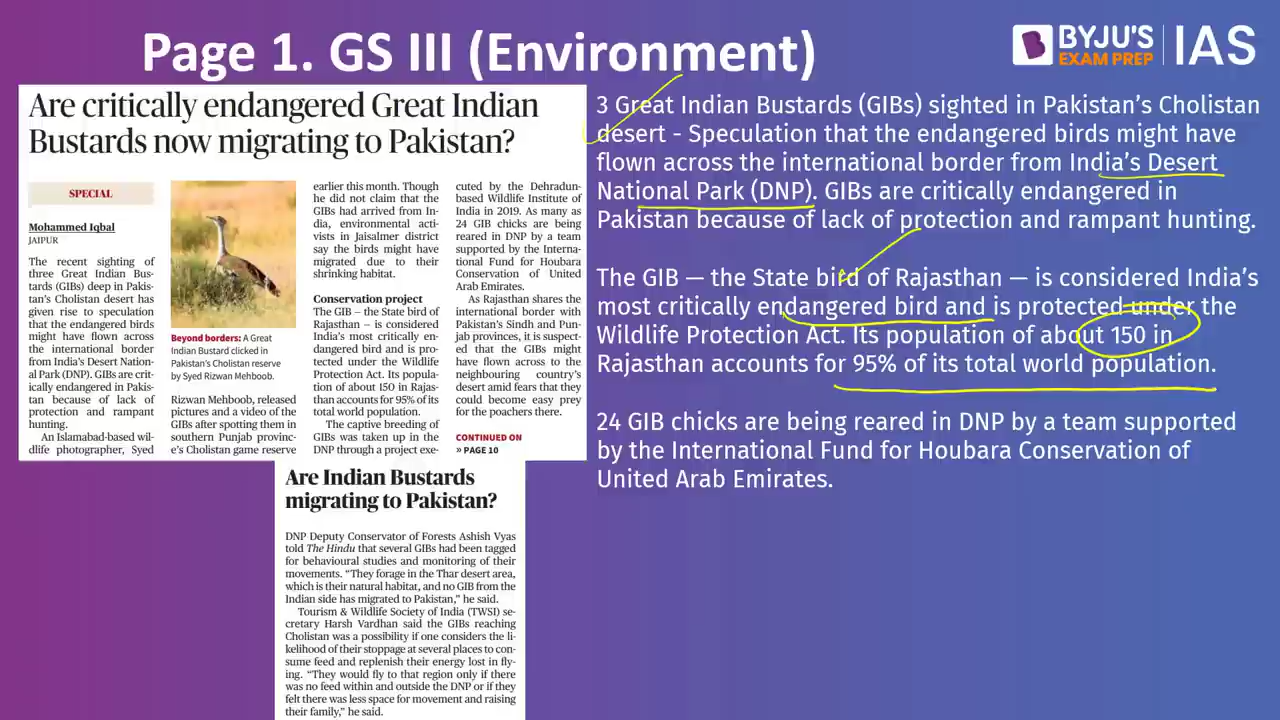 Page 1. GS III (Environment)
BYJU'S
EXAM PREP
IAS
Are critically endangered Great Indian
Bustards now migrating to Pakistan?
SPECIAL
Mohammed Iqbal
JAIPUR
The recent sighting of
three Great Indian Bus-
tards (GIBs) deep in Pakis-
tan's Cholistan desert has
given rise to speculation
that the endangered birds
might have flown across
the international border
from India's Desert Nation-
al Park (DNP). GIBs are crit-
ically endangered in Pakis-
tan because of lack of
protection and rampant
hunting.
An Islamabad-based wil-
dlife photographer, Syed
Beyond borders: A Great
Indian Bustard clicked in
Pakistan's Cholistan reserve
by Syed Rizwan Mehboob.
Rizwan Mehboob, released
pictures and a video of the
GIBs after spotting them in
southern Punjab provinc-
e's Cholistan game reserve
earlier this month. Though
he did not claim that the
GIBs had arrived from In-
dia, environmental acti-
vists in Jaisalmer district
say the birds might have
migrated due to their
shrinking habitat.
Conservation project
The GIB – the State bird of
Rajasthan – is considered
India's most critically en-
dangered bird and is pro-
tected under the Wildlife
Protection Act. Its popula-
tion of about 150 in Rajas-
than accounts for 95% of its
total world population.
The captive breeding of
GIBs was taken up in the
DNP through a project exe-
cuted by the Dehradun-
based Wildlife Institute of
India in 2019. As many as
24 GIB chicks are being
reared in DNP by a team
supported by the Interna-
tional Fund for Houbara
Conservation of United
Arab Emirates.
As Rajasthan shares the
international border with
Pakistan's Sindh and Pun-
jab provinces, it is suspect-
ed that the GIBs might
have flown across to the
neighbouring country's
desert amid fears that they
could become easy prey
for the poachers there.
CONTINUED ON
» PAGE 10
Are Indian Bustards
migrating to Pakistan?
DNP Deputy Conservator of Forests Ashish Vyas
told The Hindu that several GIBs had been tagged
for behavioural studies and monitoring of their
movements. “They forage in the Thar desert area,
which is their natural habitat, and no GIB from the
Indian side has migrated to Pakistan,” he said.
Tourism & Wildlife Society of India (TWSI) se-
cretary Harsh Vardhan said the GIBs reaching
Cholistan was a possibility if one considers the li-
kelihood of their stoppage at several places to con-
sume feed and replenish their energy lost in fly-
ing. “They would fly to that region only if there
was no feed within and outside the DNP or if they
felt there was less space for movement and raising
their family,” he said.
3 Great Indian Bustards (GIBs) sighted in Pakistan's Cholistan
desert - Speculation that the endangered birds might have
flown across the international border from India's Desert
National Park (DNP). GIBs are critically endangered in
Pakistan because of lack of protection and rampant hunting.
The GIB — the State bird of Rajasthan — is considered India's
most critically endangered bird and is protected under the
Wildlife Protection Act. Its population of about 150 in
Rajasthan accounts for 95% of its total world population.
24 GIB chicks are being reared in DNP by a team supported
by the International Fund for Houbara Conservation of
United Arab Emirates.